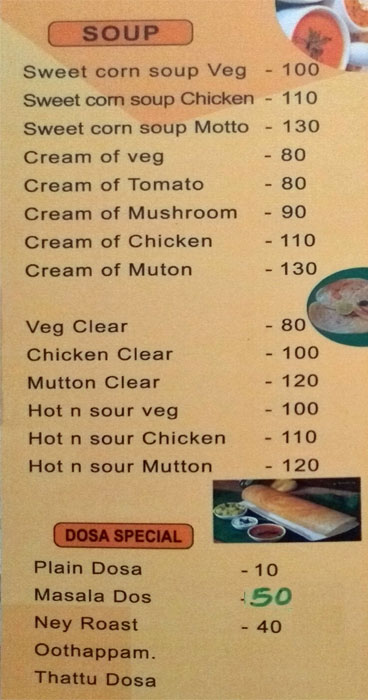 SOUP
Sweet corn soup Veg - 100
Sweet corn soup Chicken - 110
Sweet corn soup Motto - 130
Cream of veg - 80
Cream of Tomato - 80
Cream of Mushroom - 90
Cream of Chicken - 110
Cream of Muton - 130
Veg Clear - 80
Chicken Clear - 100
Mutton Clear - 120
Hot n sour veg - 100
Hot n sour Chicken - 110
Hot n sour Mutton - 120
DOSA SPECIAL
Plain Dosa - 10
Masala Dos - 50
Ney Roast - 40
Oothappam.
Thattu Dosa